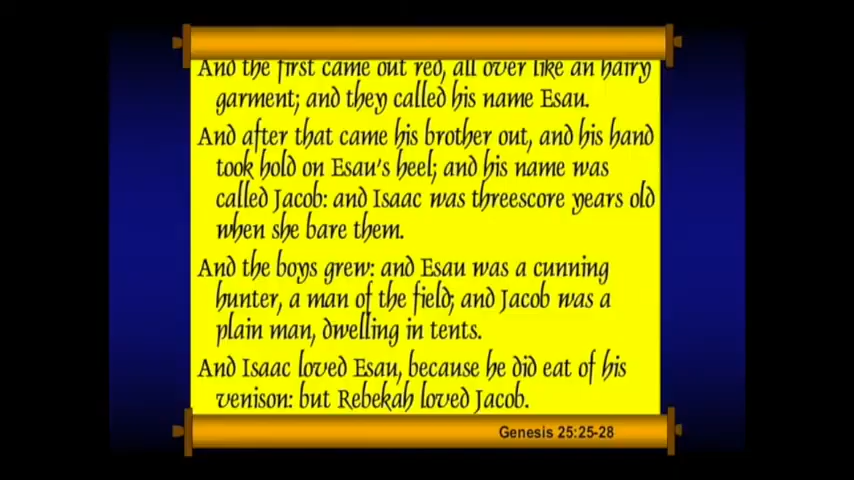 And the first came out red, all over like an hairy
garment; and they called his name Esau.
And after that came his brother out, and his hand
took hold on Esau's heel; and his name was
called Jacob: and Isaac was threescore years old
when she bare them.
And the boys grew: and Esau was a cunning
hunter, a man of the field; and Jacob was a
plain man, dwelling in tents.
And Isaac loved Esau, because he did eat of his
venison: but Rebekah loved Jacob.
Genesis 25:25-28